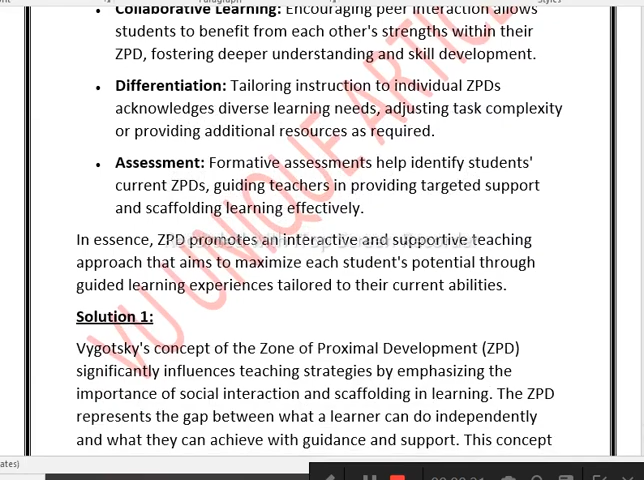 Collaborative Learning: Encouraging peer interaction allows
students to benefit from each other's strengths within their
ZPD, fostering deeper understanding and skill development.
• Differentiation: Tailoring instruction to individual ZPDs
acknowledges diverse learning needs, adjusting task complexity
or providing additional resources as required.
• Assessment: Formative assessments help identify students'
current ZPDs, guiding teachers in providing targeted support
and scaffolding learning effectively.
In essence, ZPD promotes an interactive and supportive teaching
approach that aims to maximize each student's potential through
guided learning experiences tailored to their current abilities.
Solution 1:
Vygotsky's concept of the Zone of Proximal Development (ZPD)
significantly influences teaching strategies by emphasizing the
importance of social interaction and scaffolding in learning. The ZPD
represents the gap between what a learner can do independently
and what they can achieve with guidance and support. This concept
VU UNIQUE ARTICE
ates)